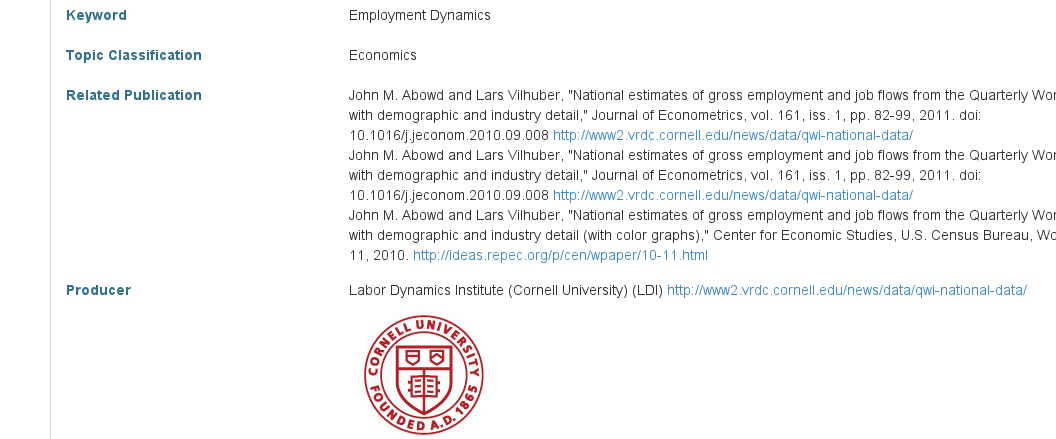 Keyword Employment Dynamics
Topic Classification Economics
Related Publication John M. Abowd and Lars Vilhuber, "National estimates of gross employment and job flows from the Quarterly
with demographic and industry detail," Journal of Econometrics, vol. 161, iss. 1, pp. 82-99, 2011. doi:
10.1016/j.jeconom.2010.09.008 http://www2.vrdc.cornell.edu/news/data/qwi-national-data/
John M. Abowd and Lars Vilhuber, "National estimates of gross employment and job flows from the Quarterly
with demographic and industry detail," Journal of Econometrics, vol. 161, iss. 1, pp. 82-99, 2011. doi:
10.1016/j.jeconom.2010.09.008 http://www2.vrdc.cornell.edu/news/data/qwi-national-data/
John M. Abowd and Lars Vilhuber, "National estimates of gross employment and job flows from the Quarterly
with demographic and industry detail (with color graphs)," Center for Economic Studies, U.S. Census Bureau,
11, 2010. http://ideas.repec.org/p/cen/wpaper/10-11.html
Producer Labor Dynamics Institute (Cornell University) (LDI) http://www2.vrdc.cornell.edu/news/data/qwi-national-data/
CORNELL UNIVERSITY
FOUNDED A.D. 1865